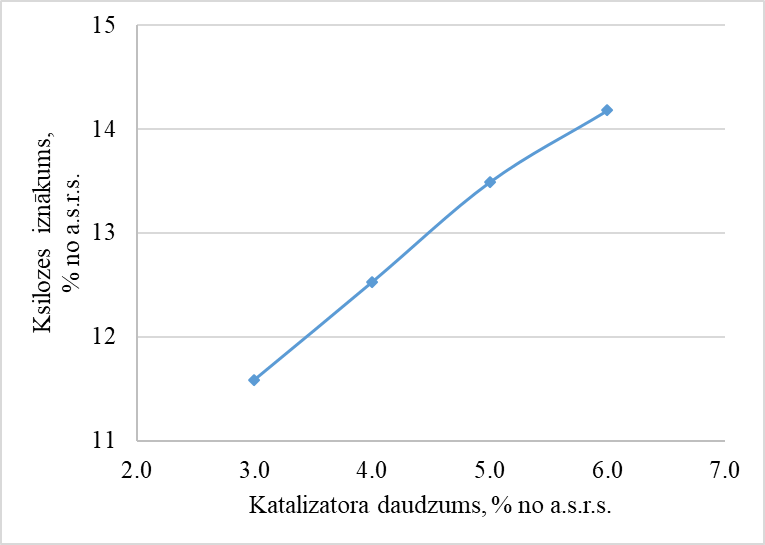 15
14
13
12
11
Ksilozes iznākums,
% no a.s.r.s.
2.0 3.0 4.0 5.0 6.0 7.0
Katalizatora daudzums, % no a.s.r.s.